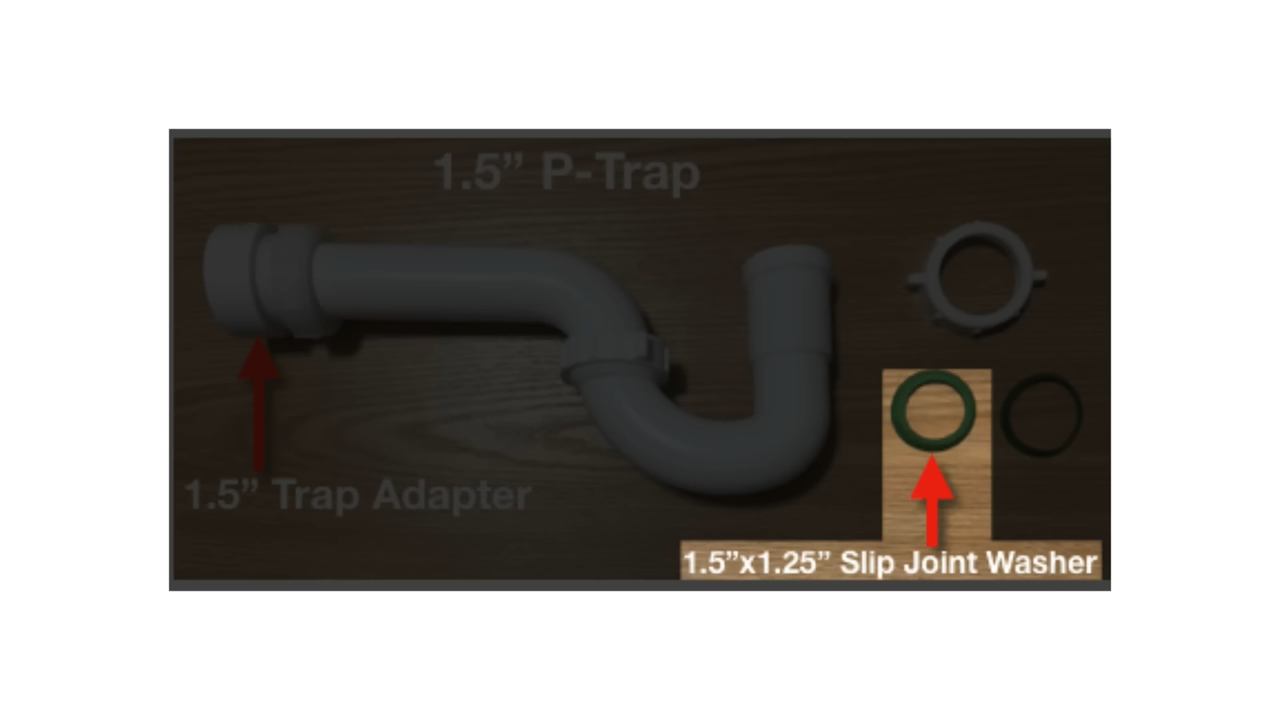 1.5” P-Trap
1.5” Trap Adapter
1.5”x1.25” Slip Joint Washer